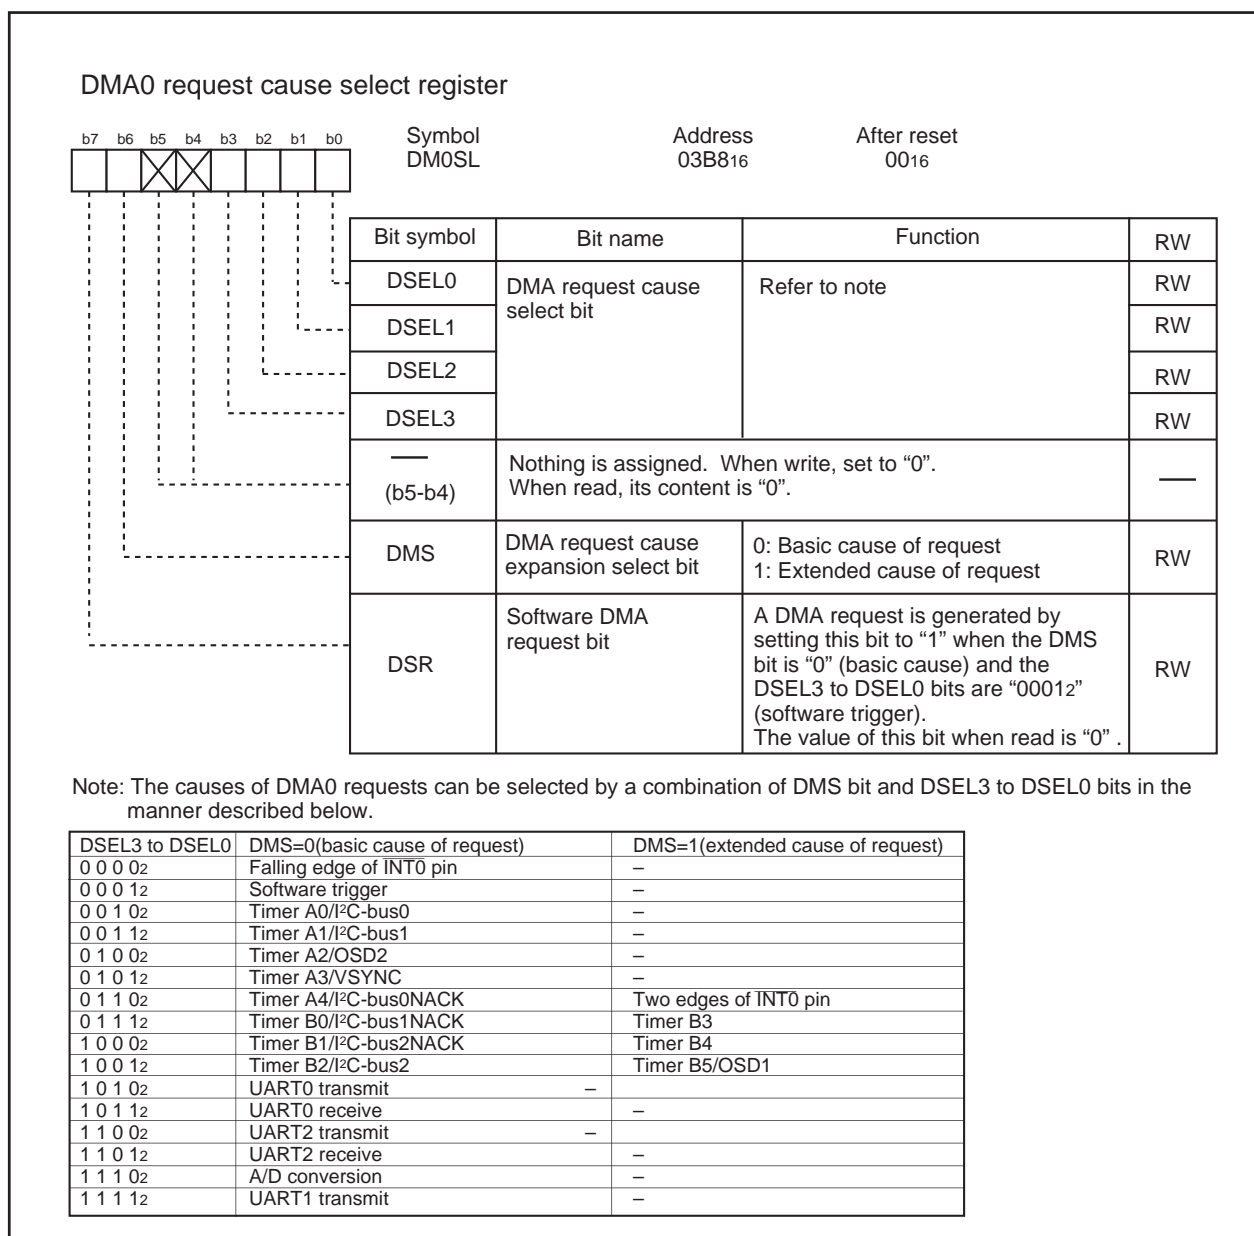 DMA0 request cause select register
b7 b6 b5 b4 b3 b2 b1 b0
Symbol Address After reset
DM0SL 03B816 0016
Bit symbol Bit name Function RW
DSEL0 DMA request cause select bit Refer to note RW
DSEL1 RW
DSEL2 RW
DSEL3 RW
— (b5-b4) Nothing is assigned. When write, set to “0”. —
When read, its content is “0”.
DMS DMA request cause expansion select bit 0: Basic cause of request RW
1: Extended cause of request
DSR Software DMA request bit A DMA request is generated by RW
setting this bit to “1” when the DMS
bit is “0” (basic cause) and the
DSEL3 to DSEL0 bits are “00012”
(software trigger).
The value of this bit when read is “0” .
Note: The causes of DMA0 requests can be selected by a combination of DMS bit and DSEL3 to DSEL0 bits in the
manner described below.
DSEL3 to DSEL0 DMS=0(basic cause of request) DMS=1(extended cause of request)
0 0 0 02 Falling edge of INT0 pin –
0 0 0 12 Software trigger –
0 0 1 02 Timer A0/I2C-bus0 –
0 0 1 12 Timer A1/I2C-bus1 –
0 1 0 02 Timer A2/OSD2 –
0 1 0 12 Timer A3/VSYNC –
0 1 1 02 Timer A4/I2C-bus0NACK Two edges of INT0 pin
0 1 1 12 Timer B0/I2C-bus1NACK Timer B3
1 0 0 02 Timer B1/I2C-bus2NACK Timer B4
1 0 0 12 Timer B2/I2C-bus2 Timer B5/OSD1
1 0 1 02 UART0 transmit –
1 0 1 12 UART0 receive –
1 1 0 02 UART2 transmit –
1 1 0 12 UART2 receive –
1 1 1 02 A/D conversion –
1 1 1 12 UART1 transmit –